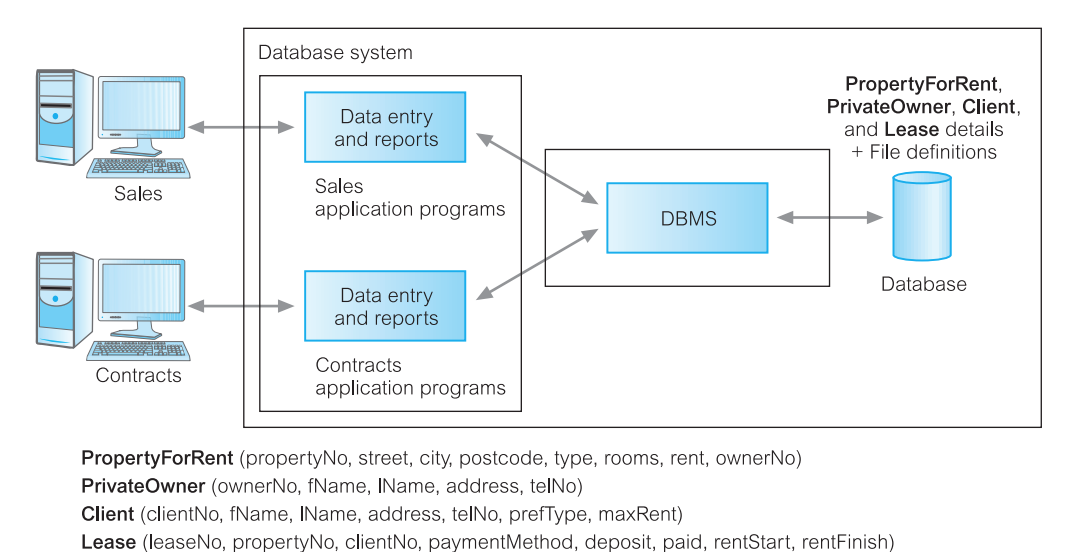 Database system
PropertyForRent,
PrivateOwner, Client,
and Lease details
+ File definitions
Data entry
and reports
Sales
Sales
application programs
DBMS
Database
Data entry
and reports
Contracts
Contracts
application programs
PropertyForRent (propertyNo, street, city, postcode, type, rooms, rent, ownerNo)
PrivateOwner (ownerNo, fName, lName, address, telNo)
Client (clientNo, fName, lName, address, telNo, prefType, maxRent)
Lease (leaseNo, propertyNo, clientNo, paymentMethod, deposit, paid, rentStart, rentFinish)